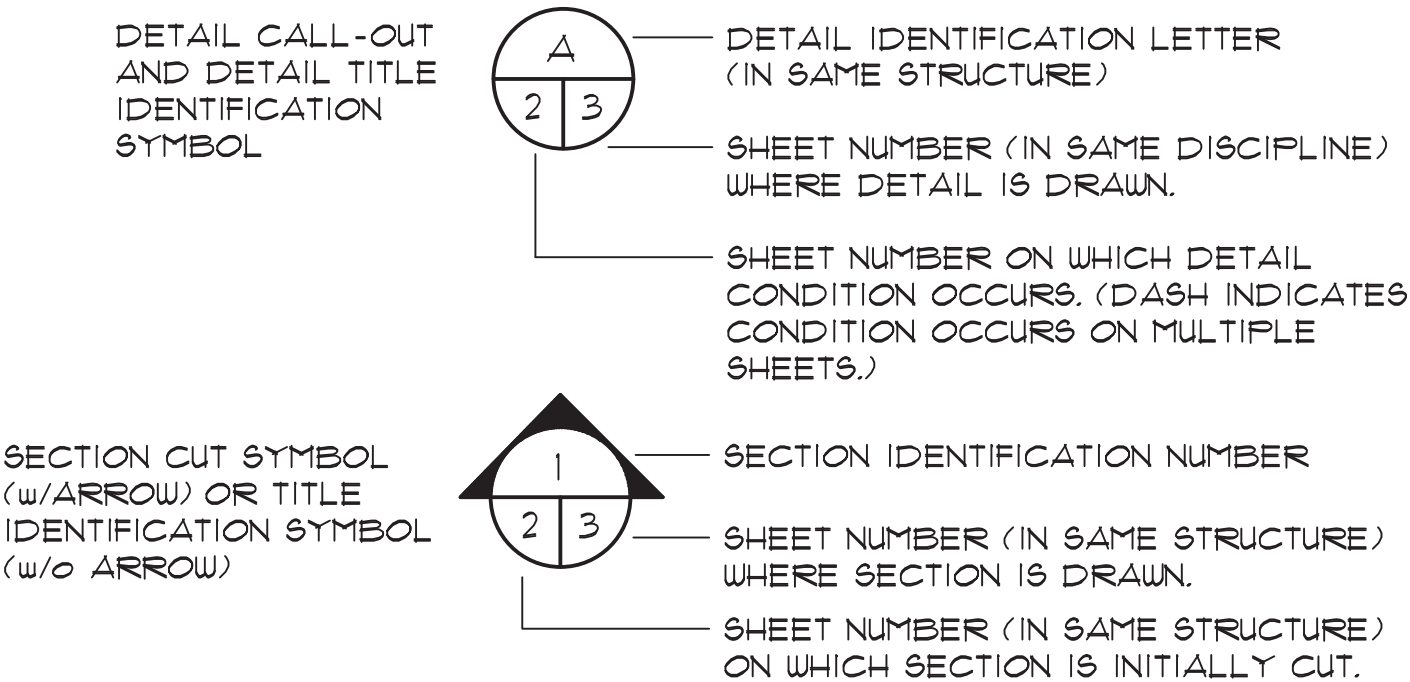 DETAIL CALL-OUT
AND DETAIL TITLE
IDENTIFICATION
SYMBOL
A
2 3
DETAIL IDENTIFICATION LETTER
(IN SAME STRUCTURE)
SHEET NUMBER (IN SAME DISCIPLINE)
WHERE DETAIL IS DRAWN.
SHEET NUMBER ON WHICH DETAIL
CONDITION OCCURS. (DASH INDICATES
CONDITION OCCURS ON MULTIPLE
SHEETS.)
SECTION CUT SYMBOL
(w/ARROW) OR TITLE
IDENTIFICATION SYMBOL
(w/o ARROW)
1
2 3
SECTION IDENTIFICATION NUMBER
SHEET NUMBER (IN SAME STRUCTURE)
WHERE SECTION IS DRAWN.
SHEET NUMBER (IN SAME STRUCTURE)
ON WHICH SECTION IS INITIALLY CUT.